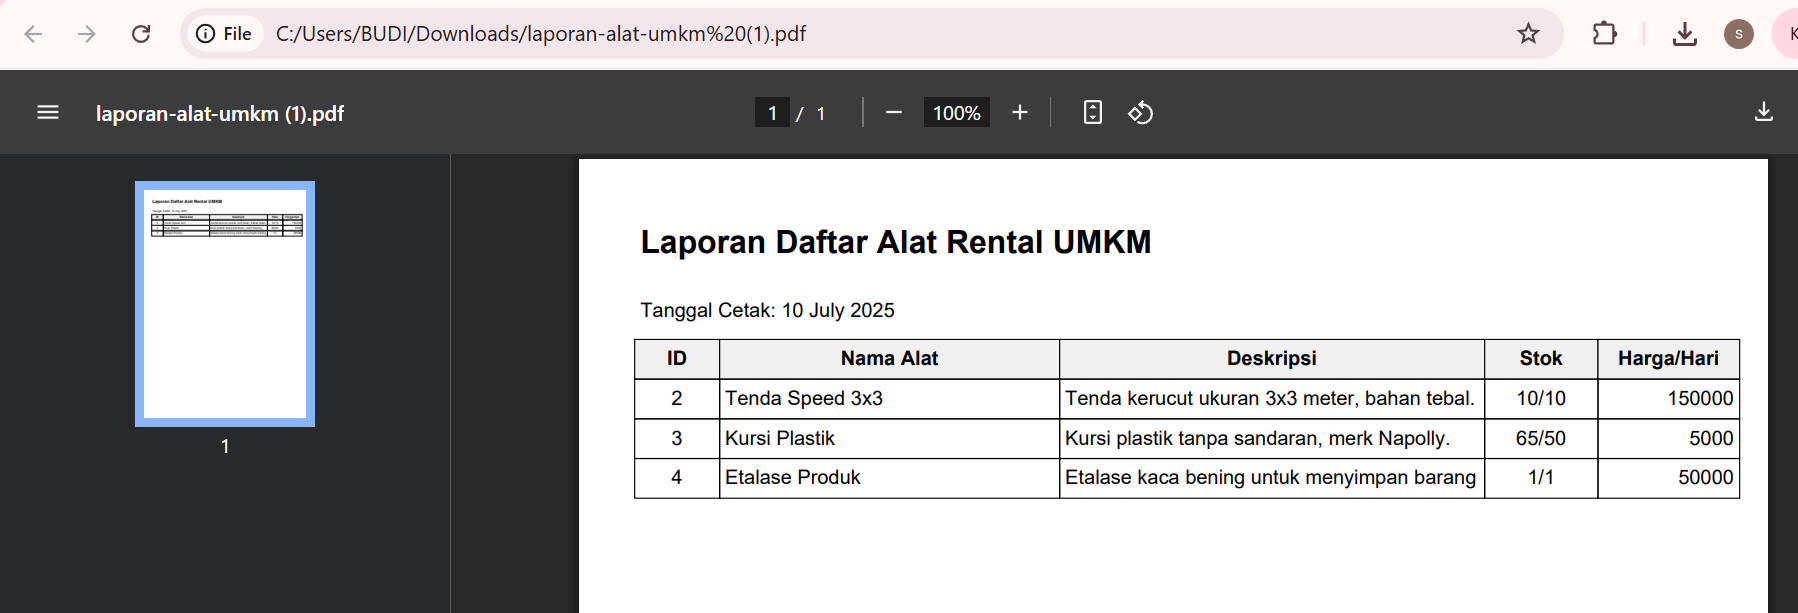 File C:/Users/BUDI/Downloads/laporan-alat-umkm%20(1).pdf S K
laporan-alat-umkm (1).pdf 1 / 1 100%
Laporan Daftar Alat Rental UMKM
Tanggal Cetak: 10 July 2025
ID Nama Alat Deskripsi Stok Harga/Hari
2 Tenda Speed 3x3 Tenda kerucut ukuran 3x3 meter, bahan tebal. 10/10 150000
3 Kursi Plastik Kursi plastik tanpa sandaran, merk Napolly. 65/50 5000
4 Etalase Produk Etalase kaca bening untuk menyimpan barang 1/1 50000
1